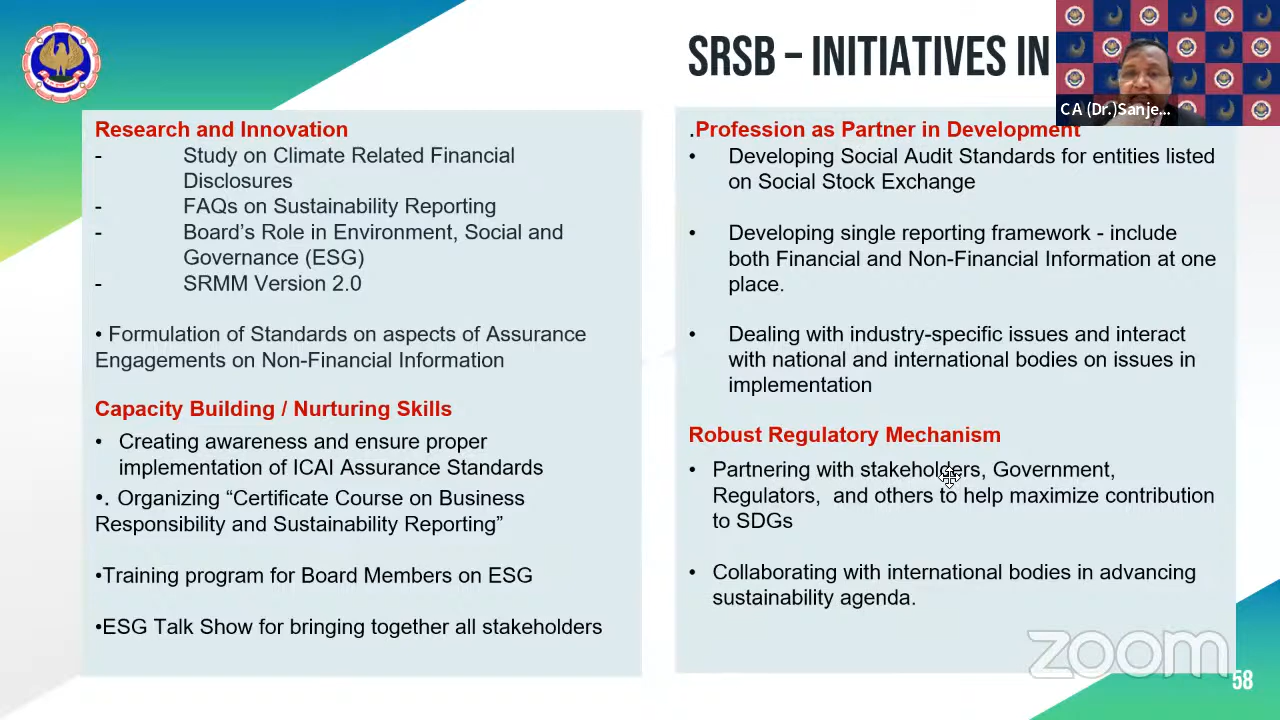 SRSB – INITIATIVES IN
CA (Dr.)Sanje...
Research and Innovation
- Study on Climate Related Financial
Disclosures
- FAQs on Sustainability Reporting
- Board’s Role in Environment, Social and
Governance (ESG)
- SRMM Version 2.0
• Formulation of Standards on aspects of Assurance
Engagements on Non-Financial Information
Capacity Building / Nurturing Skills
• Creating awareness and ensure proper
implementation of ICAI Assurance Standards
•. Organizing “Certificate Course on Business
Responsibility and Sustainability Reporting”
•Training program for Board Members on ESG
•ESG Talk Show for bringing together all stakeholders
.Profession as Partner in Development
• Developing Social Audit Standards for entities listed
on Social Stock Exchange
• Developing single reporting framework - include
both Financial and Non-Financial Information at one
place.
• Dealing with industry-specific issues and interact
with national and international bodies on issues in
implementation
Robust Regulatory Mechanism
• Partnering with stakeholders, Government,
Regulators, and others to help maximize contribution
to SDGs
• Collaborating with international bodies in advancing
sustainability agenda.
zoom
58